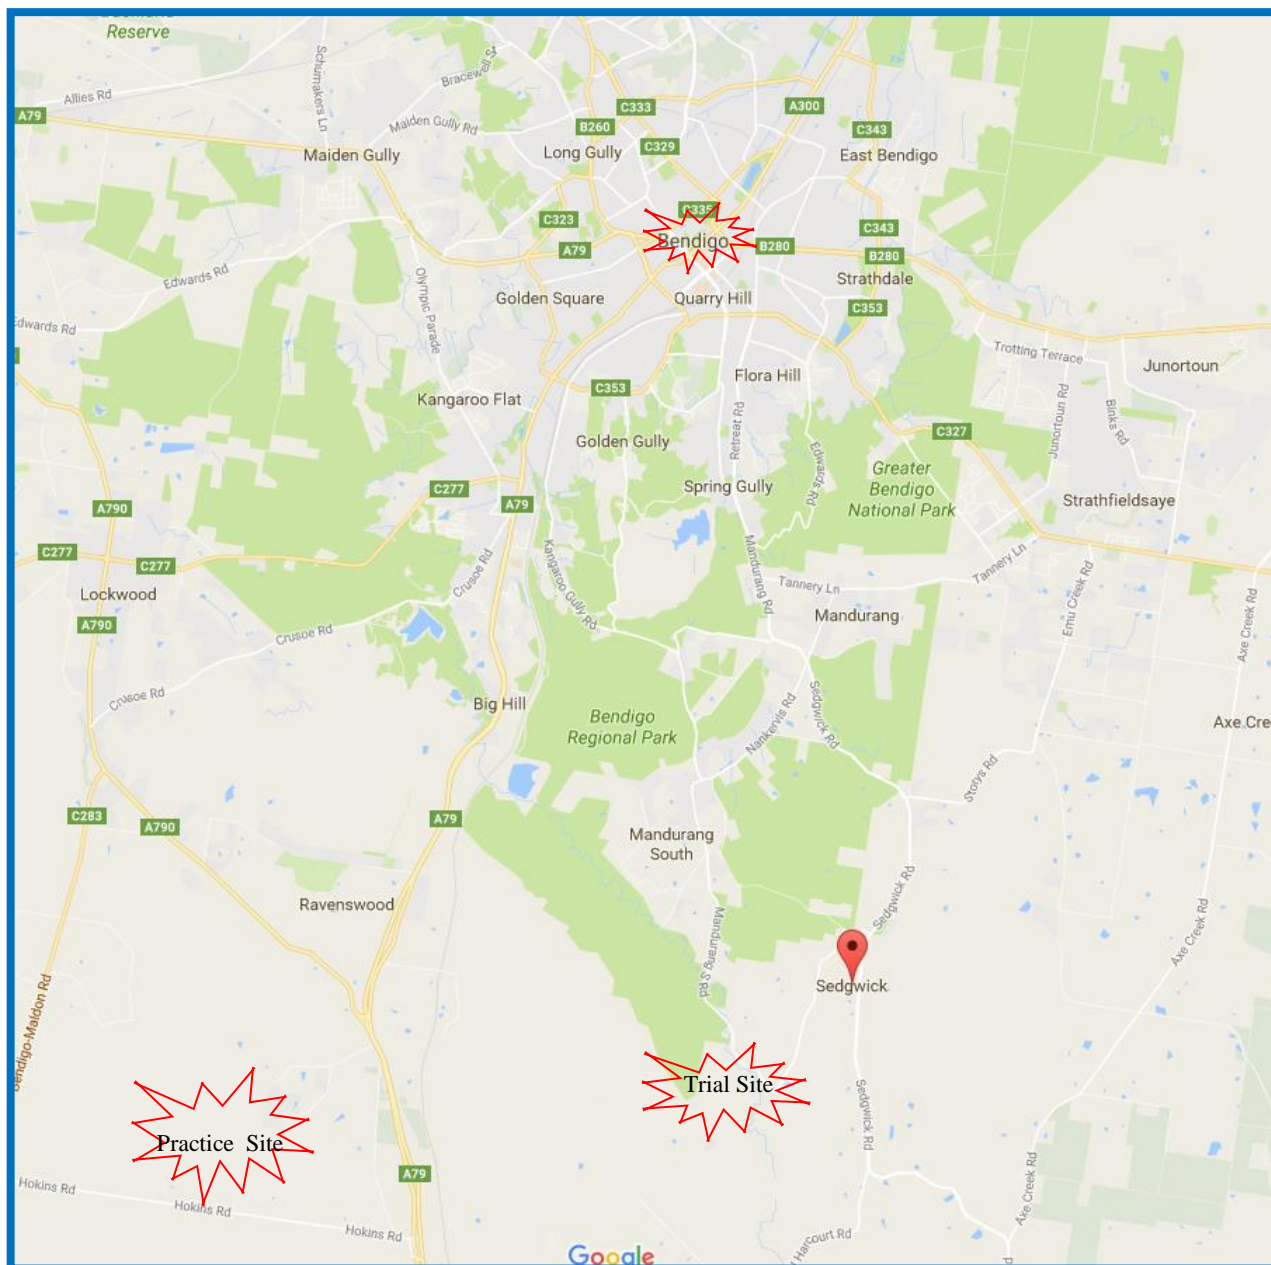 Reserve
Schumakers Ln
Bracewell St
Allies Rd
A79
C333
A300
Maiden Gully Rd
B260
C343
Maiden Gully
Long Gully
C329
East Bendigo
C335
C323
C343
Bendigo
A79
B280
B280
Edwards Rd
Strathdale
Olympic Parade
Golden Square
Quarry Hill
C353
Edwards Rd
Trotting Terrace
Junortoun
Flora Hill
C353
Kangaroo Flat
Junortoun Rd
Binks Rd
Retreat Rd
C327
Golden Gully
Edwards Rd
Greater
Bendigo
National Park
C277
Spring Gully
A79
A790
Strathfieldsaye
C277
C277
Kangaroo Gully Rd
Mandurang Rd
Tannery Ln
Crusoe Rd
Tannery Ln
Lockwood
Emu Creek Rd
Axe Creek Rd
Mandurang
A790
Crusoe Rd
Crusoe Rd
Big Hill
Sedgwick Rd
Bendigo
Regional Park
Nankervis Rd
Axe Cre
Storys Rd
C283
A790
A79
Mandurang
South
Ravenswood
Sedgwick Rd
Mandurang S Rd
Axe Creek Rd
Sedgwick
Bendigo-Maldon Rd
Trial Site
Practice Site
Sedgwick Rd
A79
Hokins Rd
Hokins Rd
Hokins Rd
Axe Creek Rd
Harcourt Rd
Google